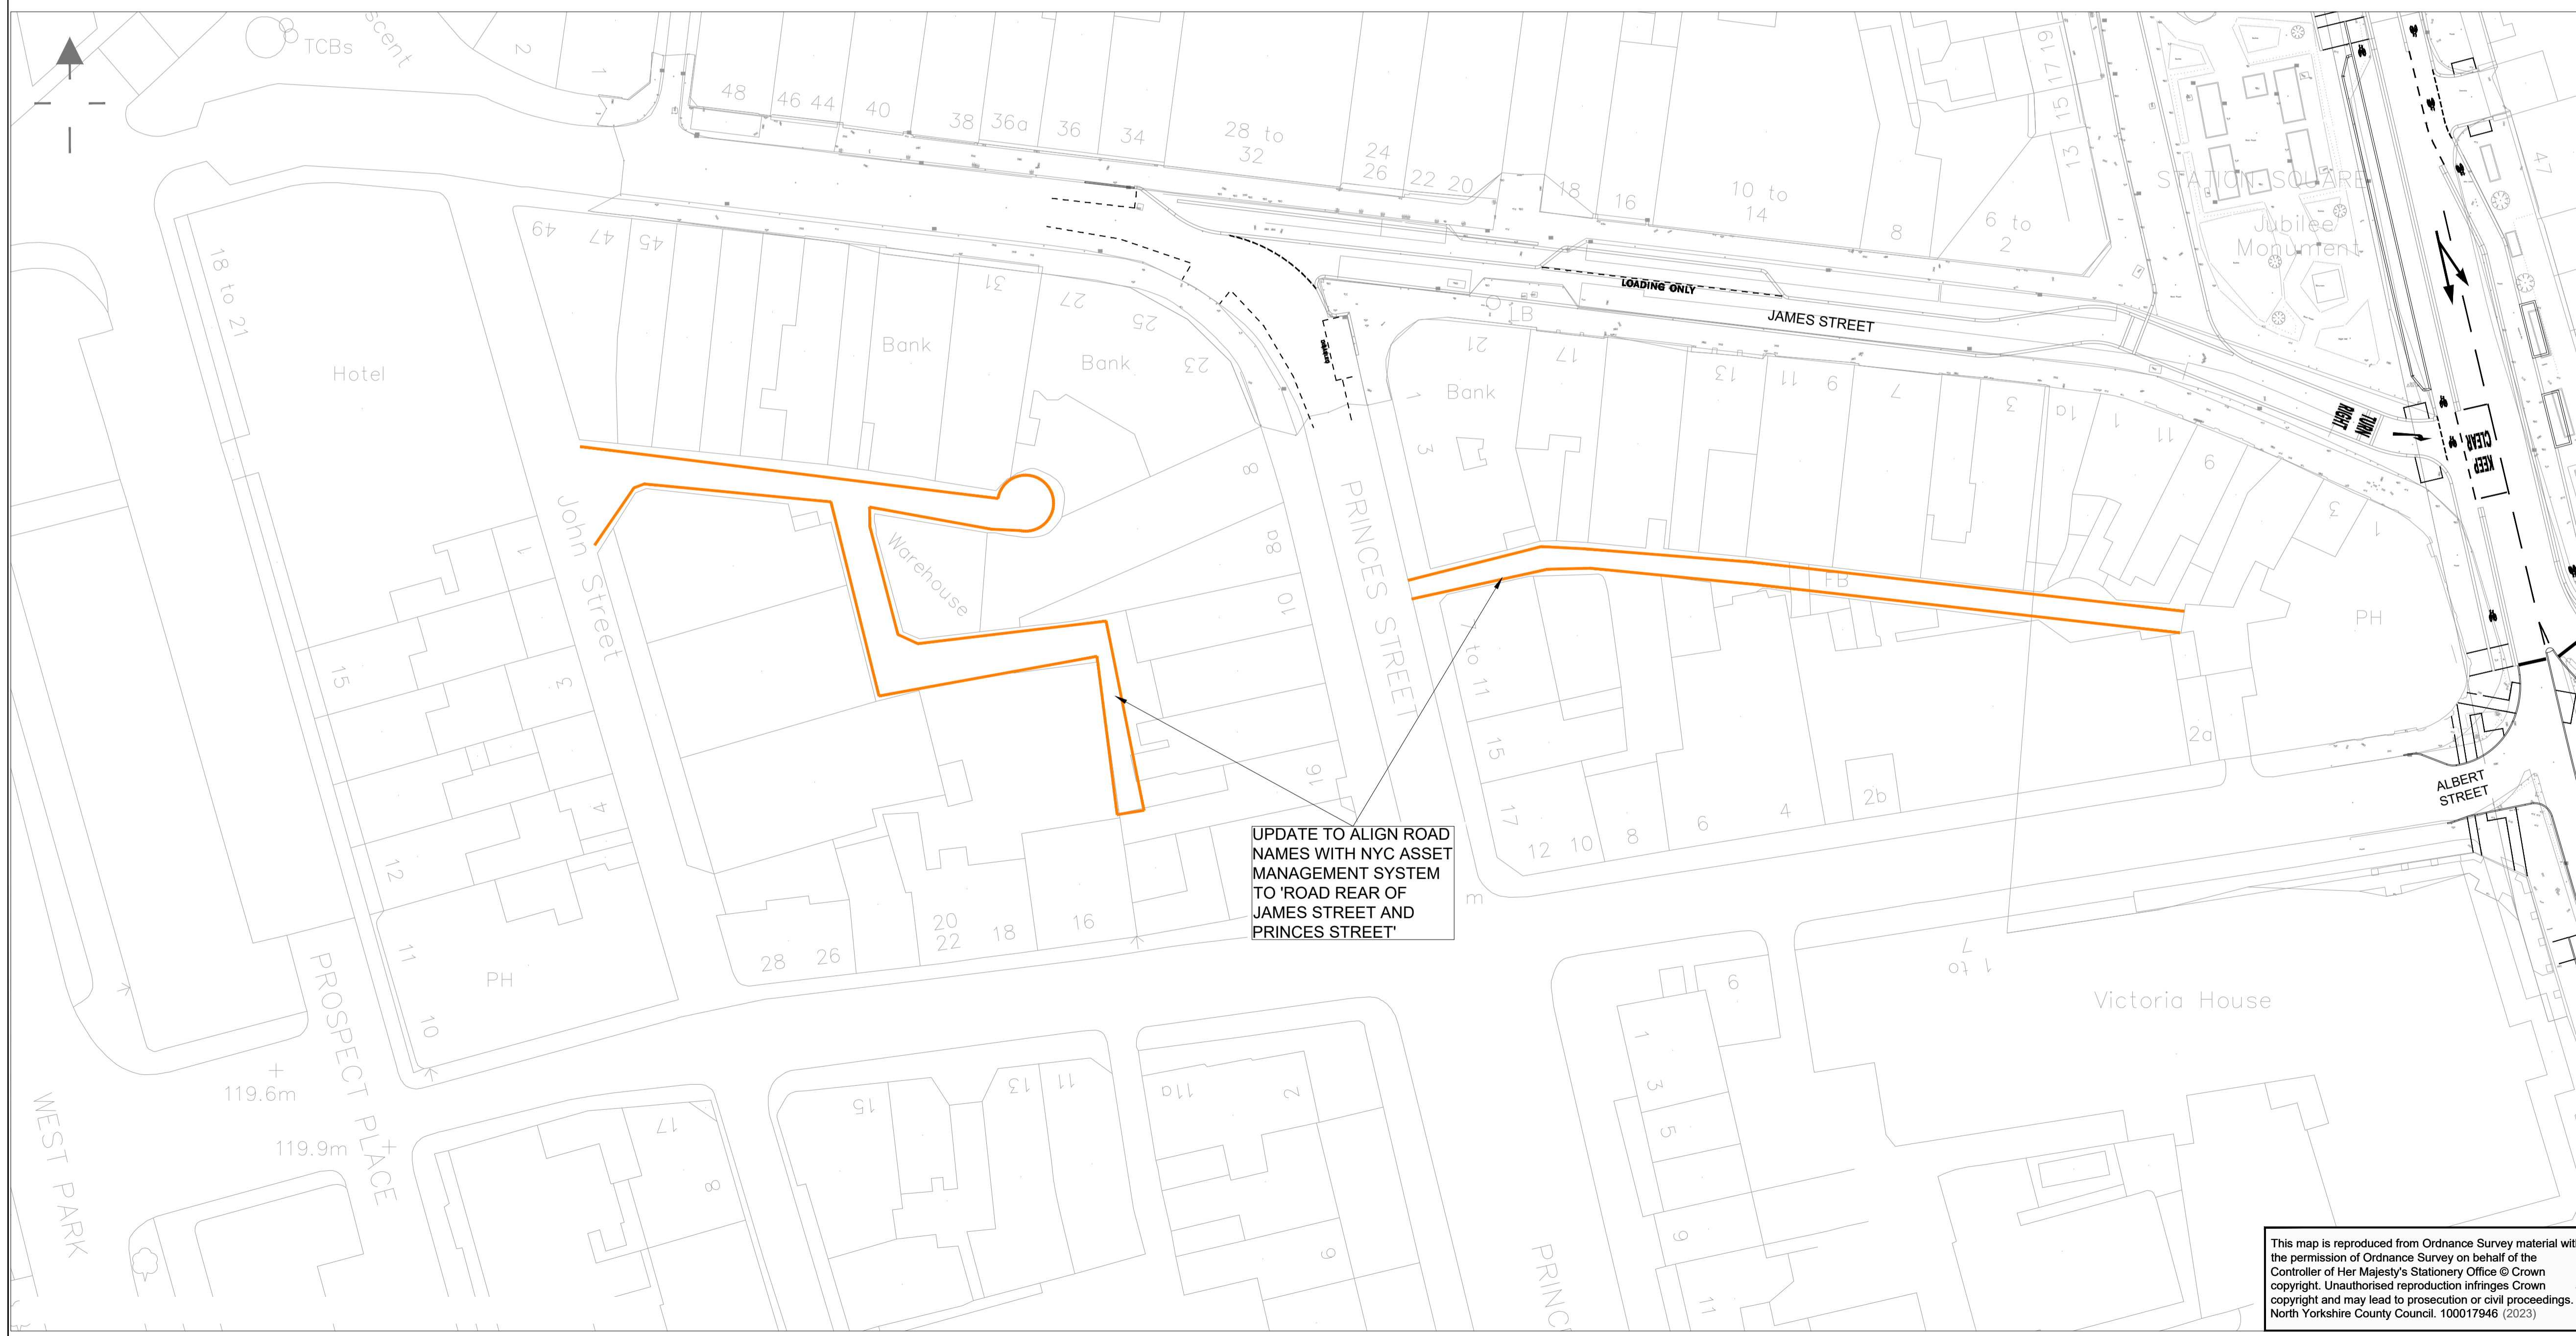 TCBs
scent
2
1
48
46
44
40
38
36a
36
34
28 to
32
24
26
22
20
18
16
10 to
14
8
6 to
2
13
15
17
19
STATION SQUARE
Jubilee
Monument
47
49
47
45
31
27
25
23
18 to 21
Hotel
Bank
Bank
LOADING ONLY
JAMES STREET
TB
21
17
Bank
1
3
13
11
9
7
3
1a
1
11
9
3
1
TURN
RIGHT
KEEP
CLEAR
John Street
Warehouse
8
8a
10
16
PRINCES STREET
FB
PH
7 to 11
15
17
12
10
8
6
4
2b
2a
ALBERT
STREET
1
3
4
15
12
11
10
PH
28
26
20
22
18
16
UPDATE TO ALIGN ROAD
NAMES WITH NYC ASSET
MANAGEMENT SYSTEM
TO 'ROAD REAR OF
JAMES STREET AND
PRINCES STREET'
m
1 to
7
Victoria House
PROSPECT PLACE
WEST PARK
119.6m
119.9m
17
8
15
13
11
11a
2
6
9
1
3
5
9
11
PRINC
This map is reproduced from Ordnance Survey material wit
the permission of Ordnance Survey on behalf of the
Controller of Her Majesty's Stationery Office © Crown
copyright. Unauthorised reproduction infringes Crown
copyright and may lead to prosecution or civil proceedings.
North Yorkshire County Council. 100017946 (2023)